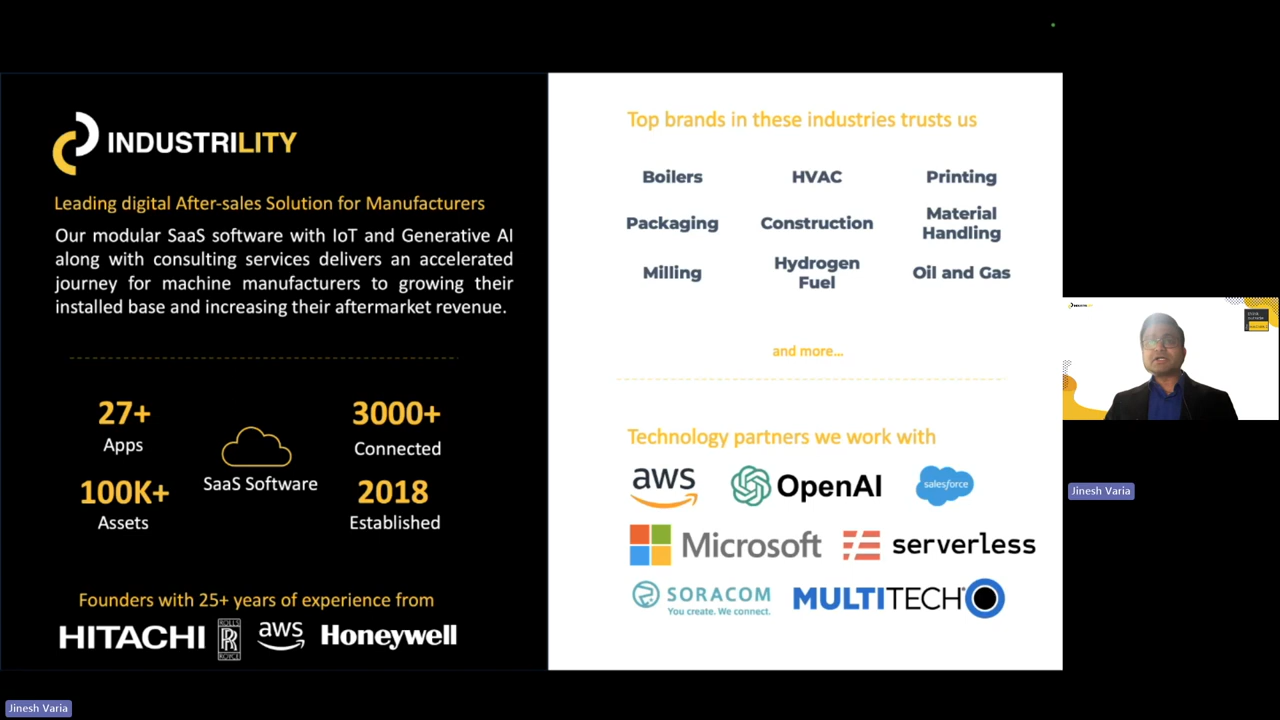 INDUSTRILITY
Leading digital After-sales Solution for Manufacturers
Our modular SaaS software with IoT and Generative AI
along with consulting services delivers an accelerated
journey for machine manufacturers to growing their
installed base and increasing their aftermarket revenue.
27+
Apps
3000+
Connected
SaaS Software
100K+
Assets
2018
Established
Founders with 25+ years of experience from
HITACHI
ROLLS
RR
ROYCE
aws
Honeywell
Top brands in these industries trusts us
Boilers
HVAC
Printing
Packaging
Construction
Material
Handling
Milling
Hydrogen
Fuel
Oil and Gas
and more...
Technology partners we work with
aws
OpenAI
salesforce
Microsoft
serverless
SORACOM
You create. We connect.
MULTITECH
INDUSTRILITY
Jinesh Varia
Jinesh Varia